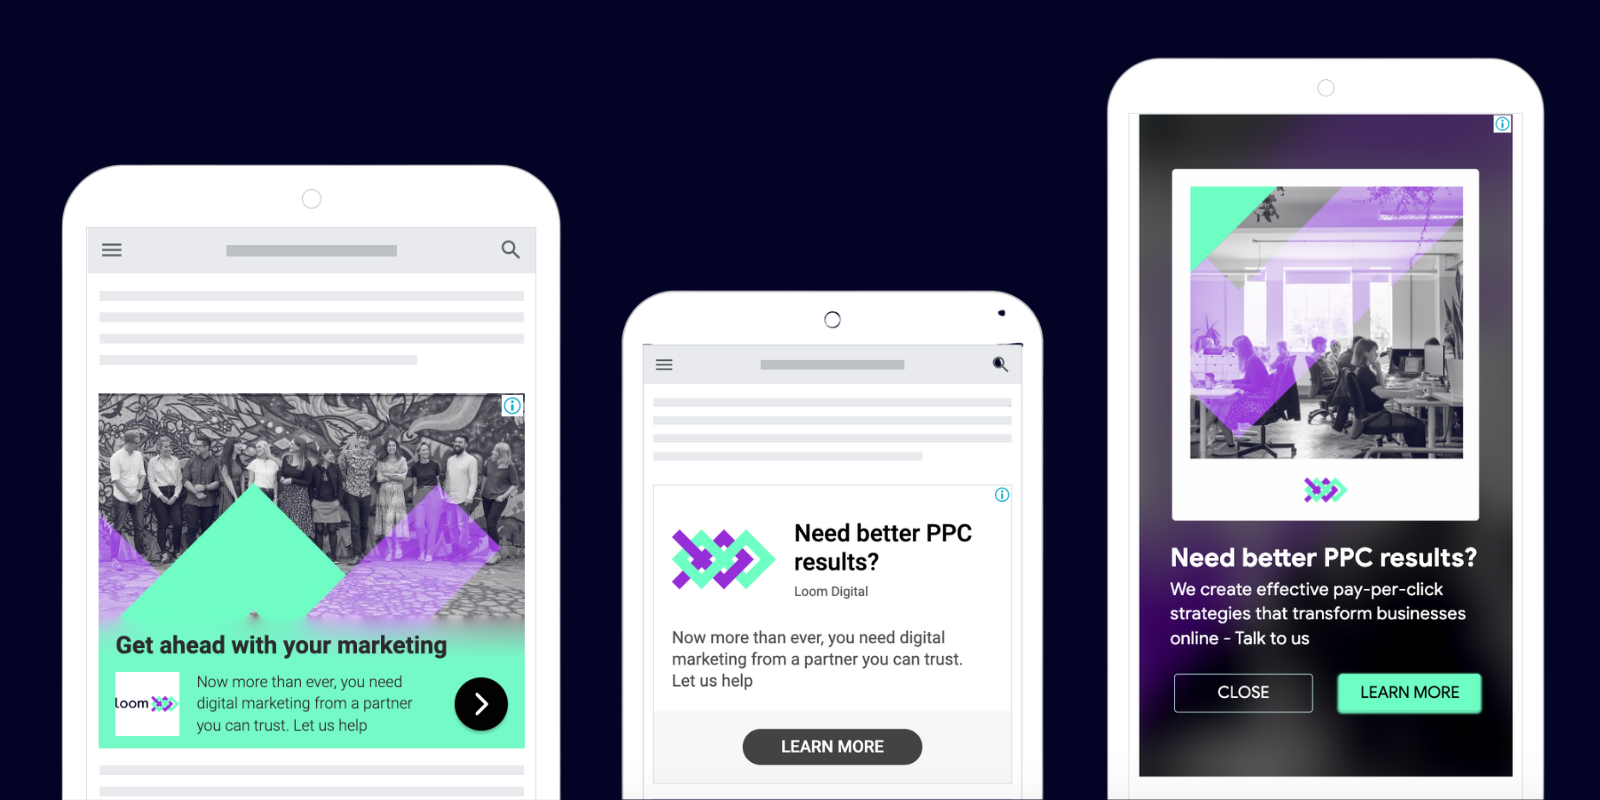 Get ahead with your marketing
loom
Now more than ever, you need
digital marketing from a partner
you can trust. Let us help
Need better PPC
results?
Loom Digital
Now more than ever, you need digital
marketing from a partner you can trust.
Let us help
LEARN MORE
Need better PPC results?
We create effective pay-per-click
strategies that transform businesses
online - Talk to us
CLOSE
LEARN MORE